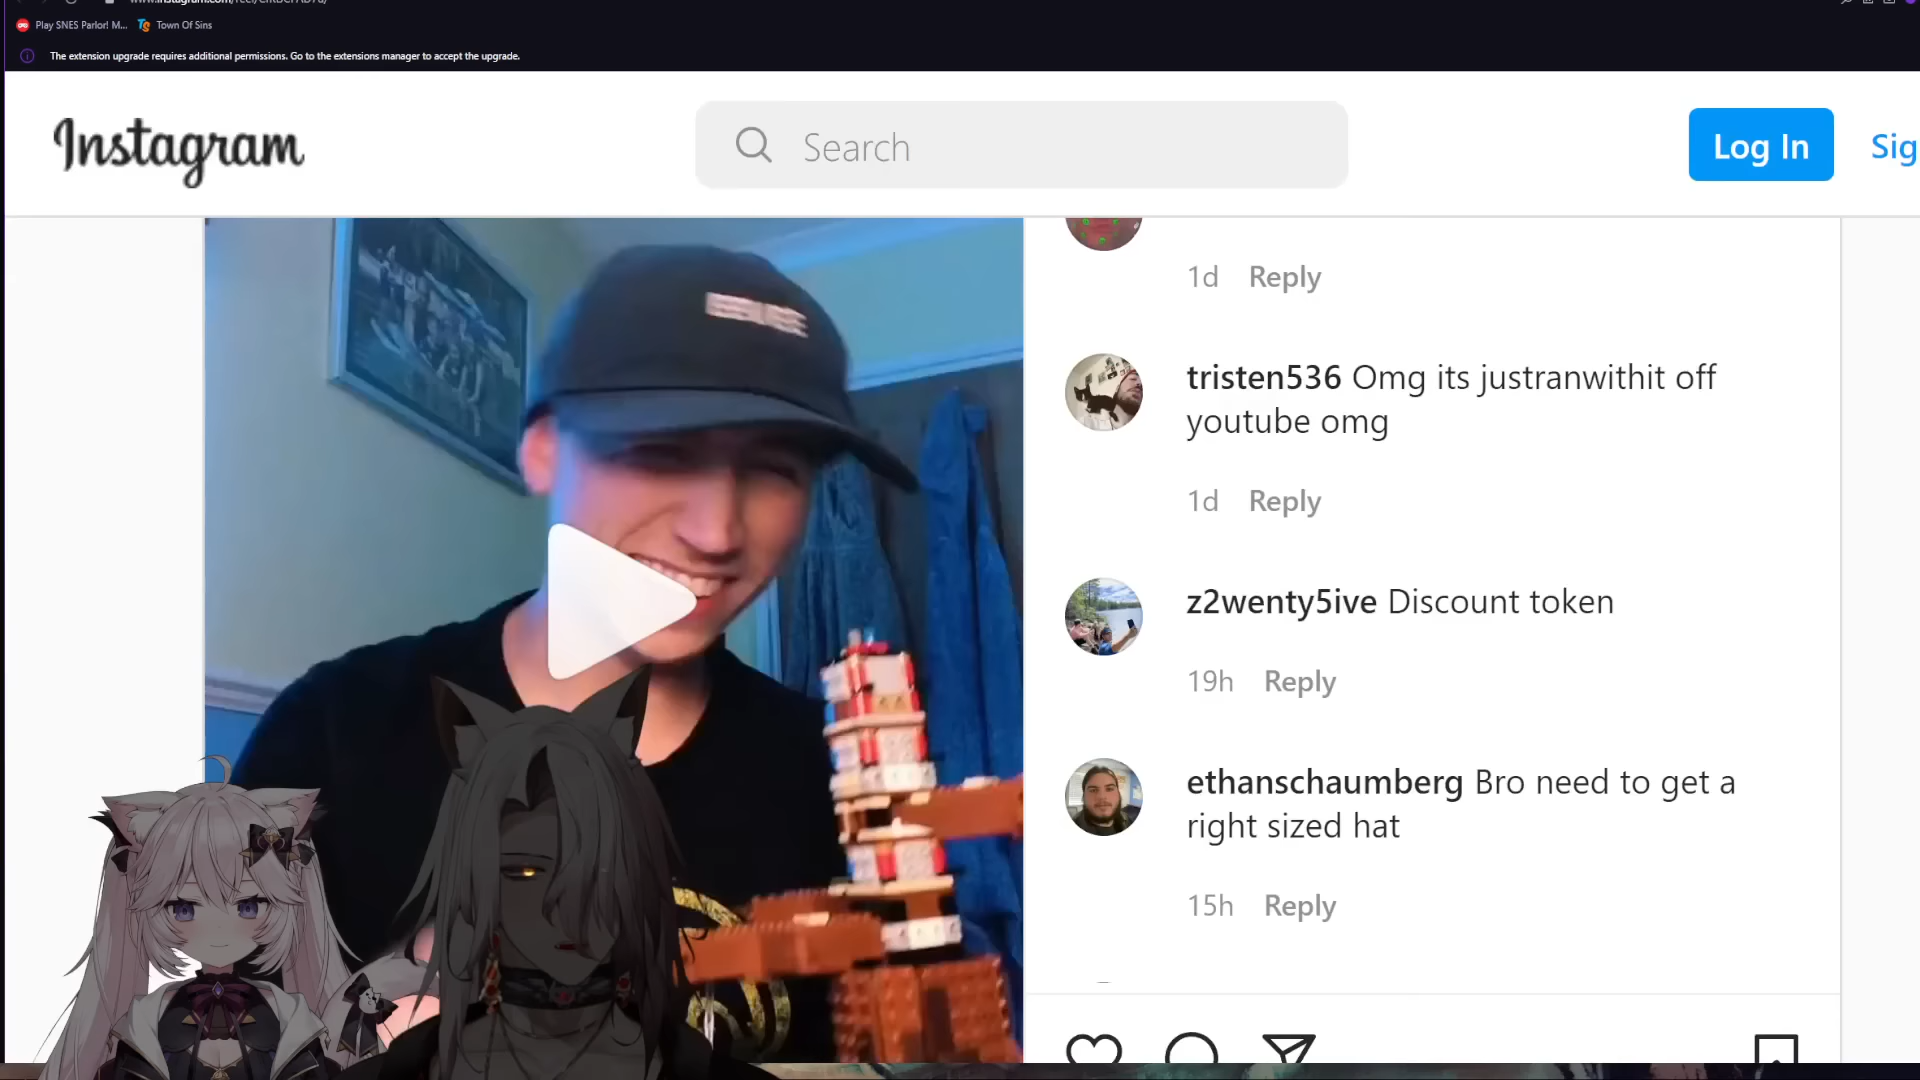 Play SNES Parlor! M...
Town Of Sins
The extension upgrade requires additional permissions. Go to the extensions manager to accept the upgrade.
Instagram
Search
Log In
Sig
1d Reply
tristen536 Omg its justranwithit off
youtube omg
1d Reply
z2wenty5ive Discount token
19h Reply
ethanschaumberg Bro need to get a
right sized hat
15h Reply